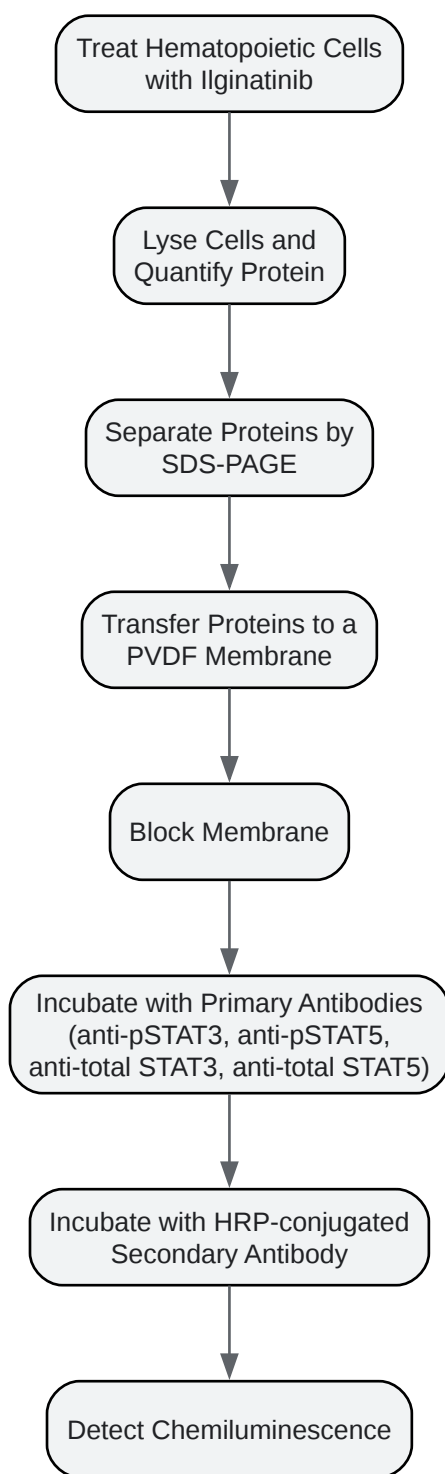 Treat Hematopoietic Cells
with Ilginatinib
Lyse Cells and
Quantify Protein
Separate Proteins by
SDS-PAGE
Transfer Proteins to a
PVDF Membrane
Block Membrane
Incubate with Primary Antibodies
(anti-pSTAT3, anti-pSTAT5,
anti-total STAT3, anti-total STAT5)
Incubate with HRP-conjugated
Secondary Antibody
Detect Chemiluminescence